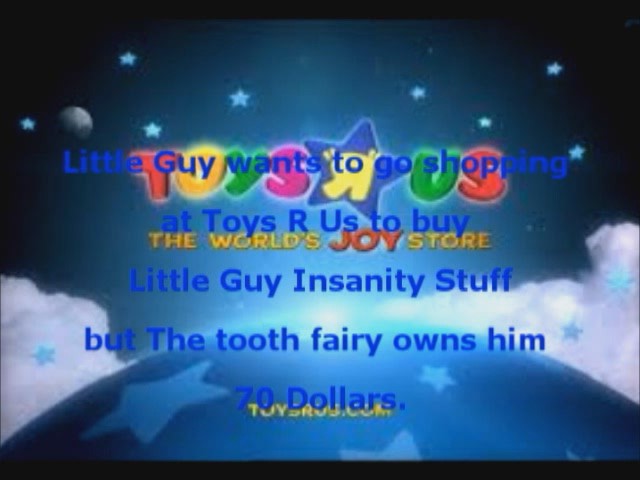 TOYS R US
Little Guy wants to go shopping
at Toys R Us to buy
THE WORLD'S JOY STORE
Little Guy Insanity Stuff
but The tooth fairy owns him
70 Dollars.
TOYSRUS.COM